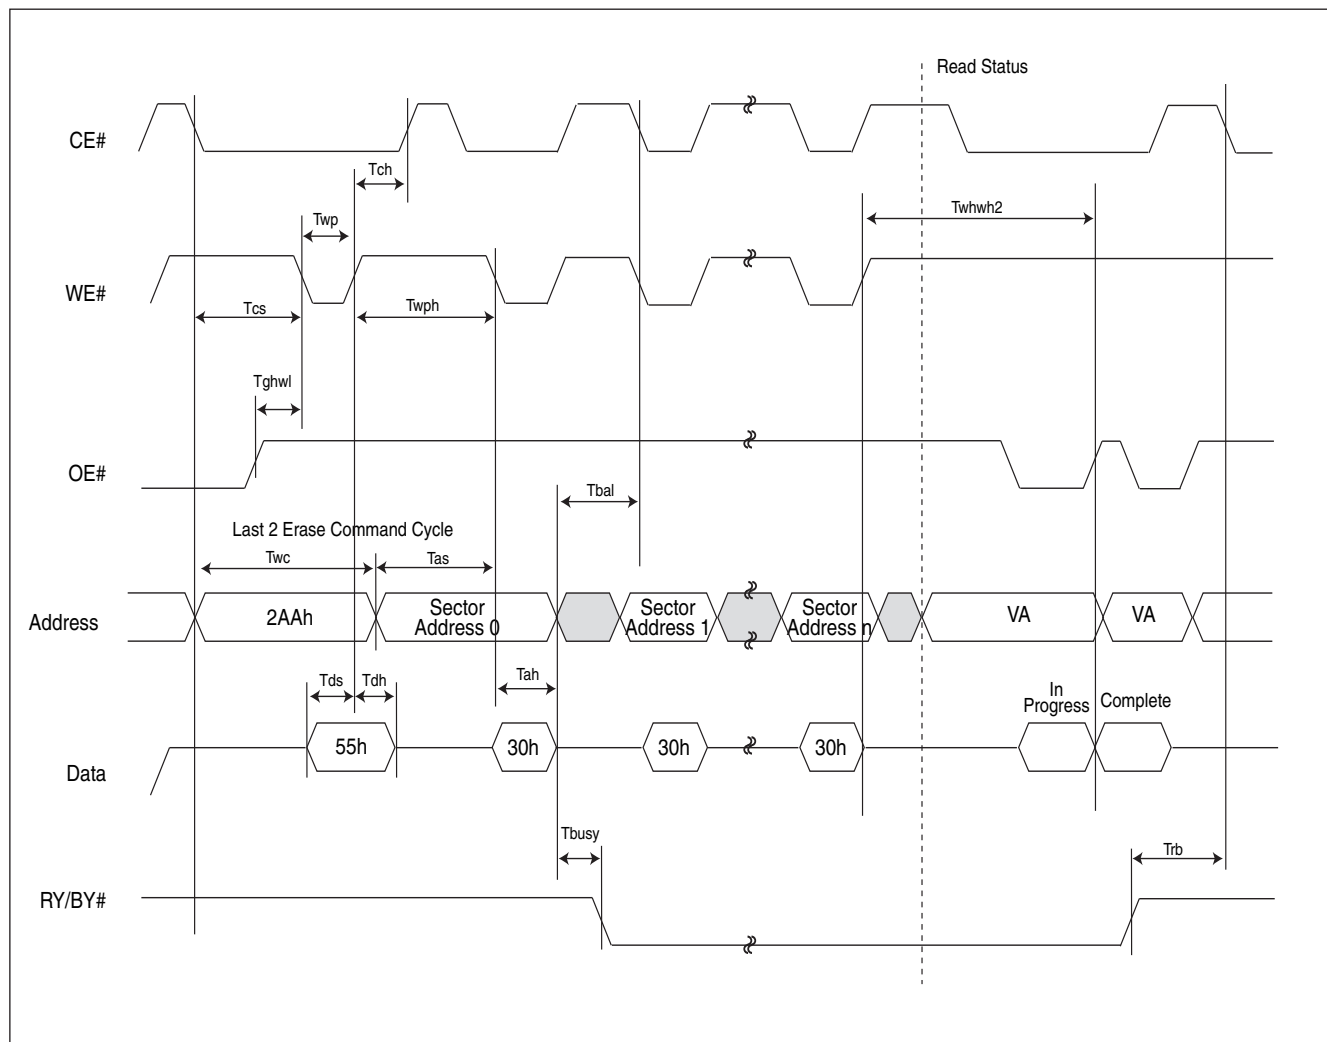 Read Status
CE#
Tch
Twhwh2
Twp
WE#
Tcs
Twph
Tghwl
OE#
Tbal
Last 2 Erase Command Cycle
Twc
Tas
Address
2AAh
Sector
Address 0
Sector
Address 1
Sector
Address n
VA
VA
Tds
Tdh
Tah
In
Progress
Complete
Data
55h
30h
30h
30h
Tbusy
Trb
RY/BY#